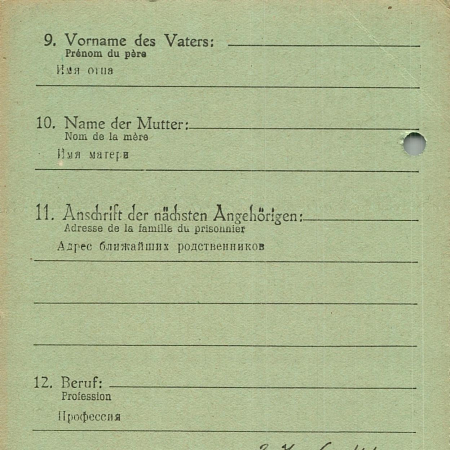 9. Vorname des Vaters:
Prénom du père
Имя отца
10. Name der Mutter:
Nom de la mère
Имя матери
11. Anschrift der nächsten Angehörigen:
Adresse de la famille du prisonnier
Адрес ближайших родственников
12. Beruf:
Profession
Профессия